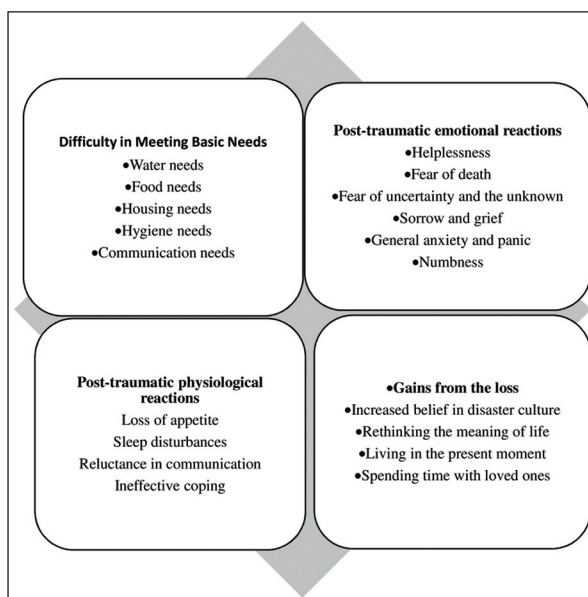 Difficulty in Meeting Basic Needs
•Water needs
•Food needs
•Housing needs
•Hygiene needs
•Communication needs
Post-traumatic emotional reactions
•Helplessness
•Fear of death
•Fear of uncertainty and the unknown
•Sorrow and grief
•General anxiety and panic
•Numbness
Post-traumatic physiological
reactions
Loss of appetite
Sleep disturbances
Reluctance in communication
Ineffective coping
•Gains from the loss
•Increased belief in disaster culture
•Rethinking the meaning of life
•Living in the present moment
•Spending time with loved ones